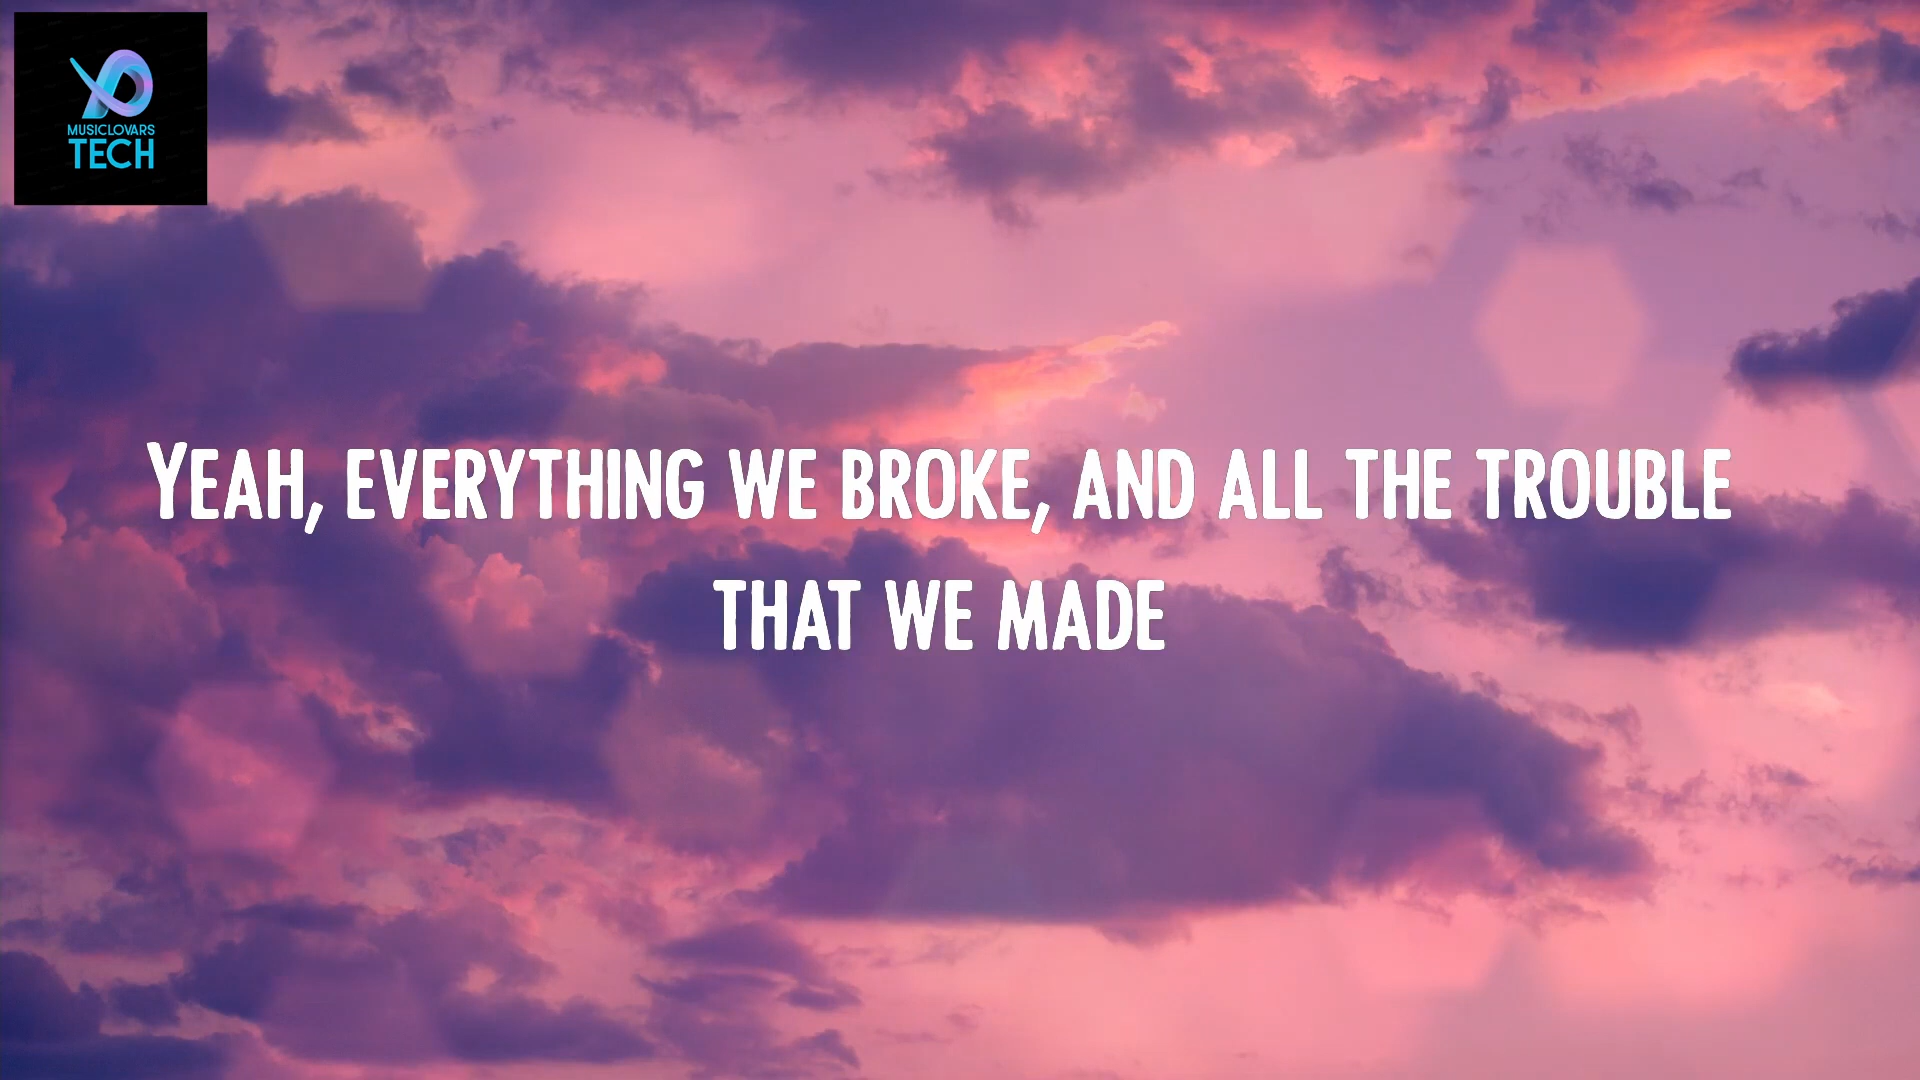 MUSICLOVARS
TECH
YEAH, EVERYTHING WE BROKE, AND ALL THE TROUBLE
THAT WE MADE